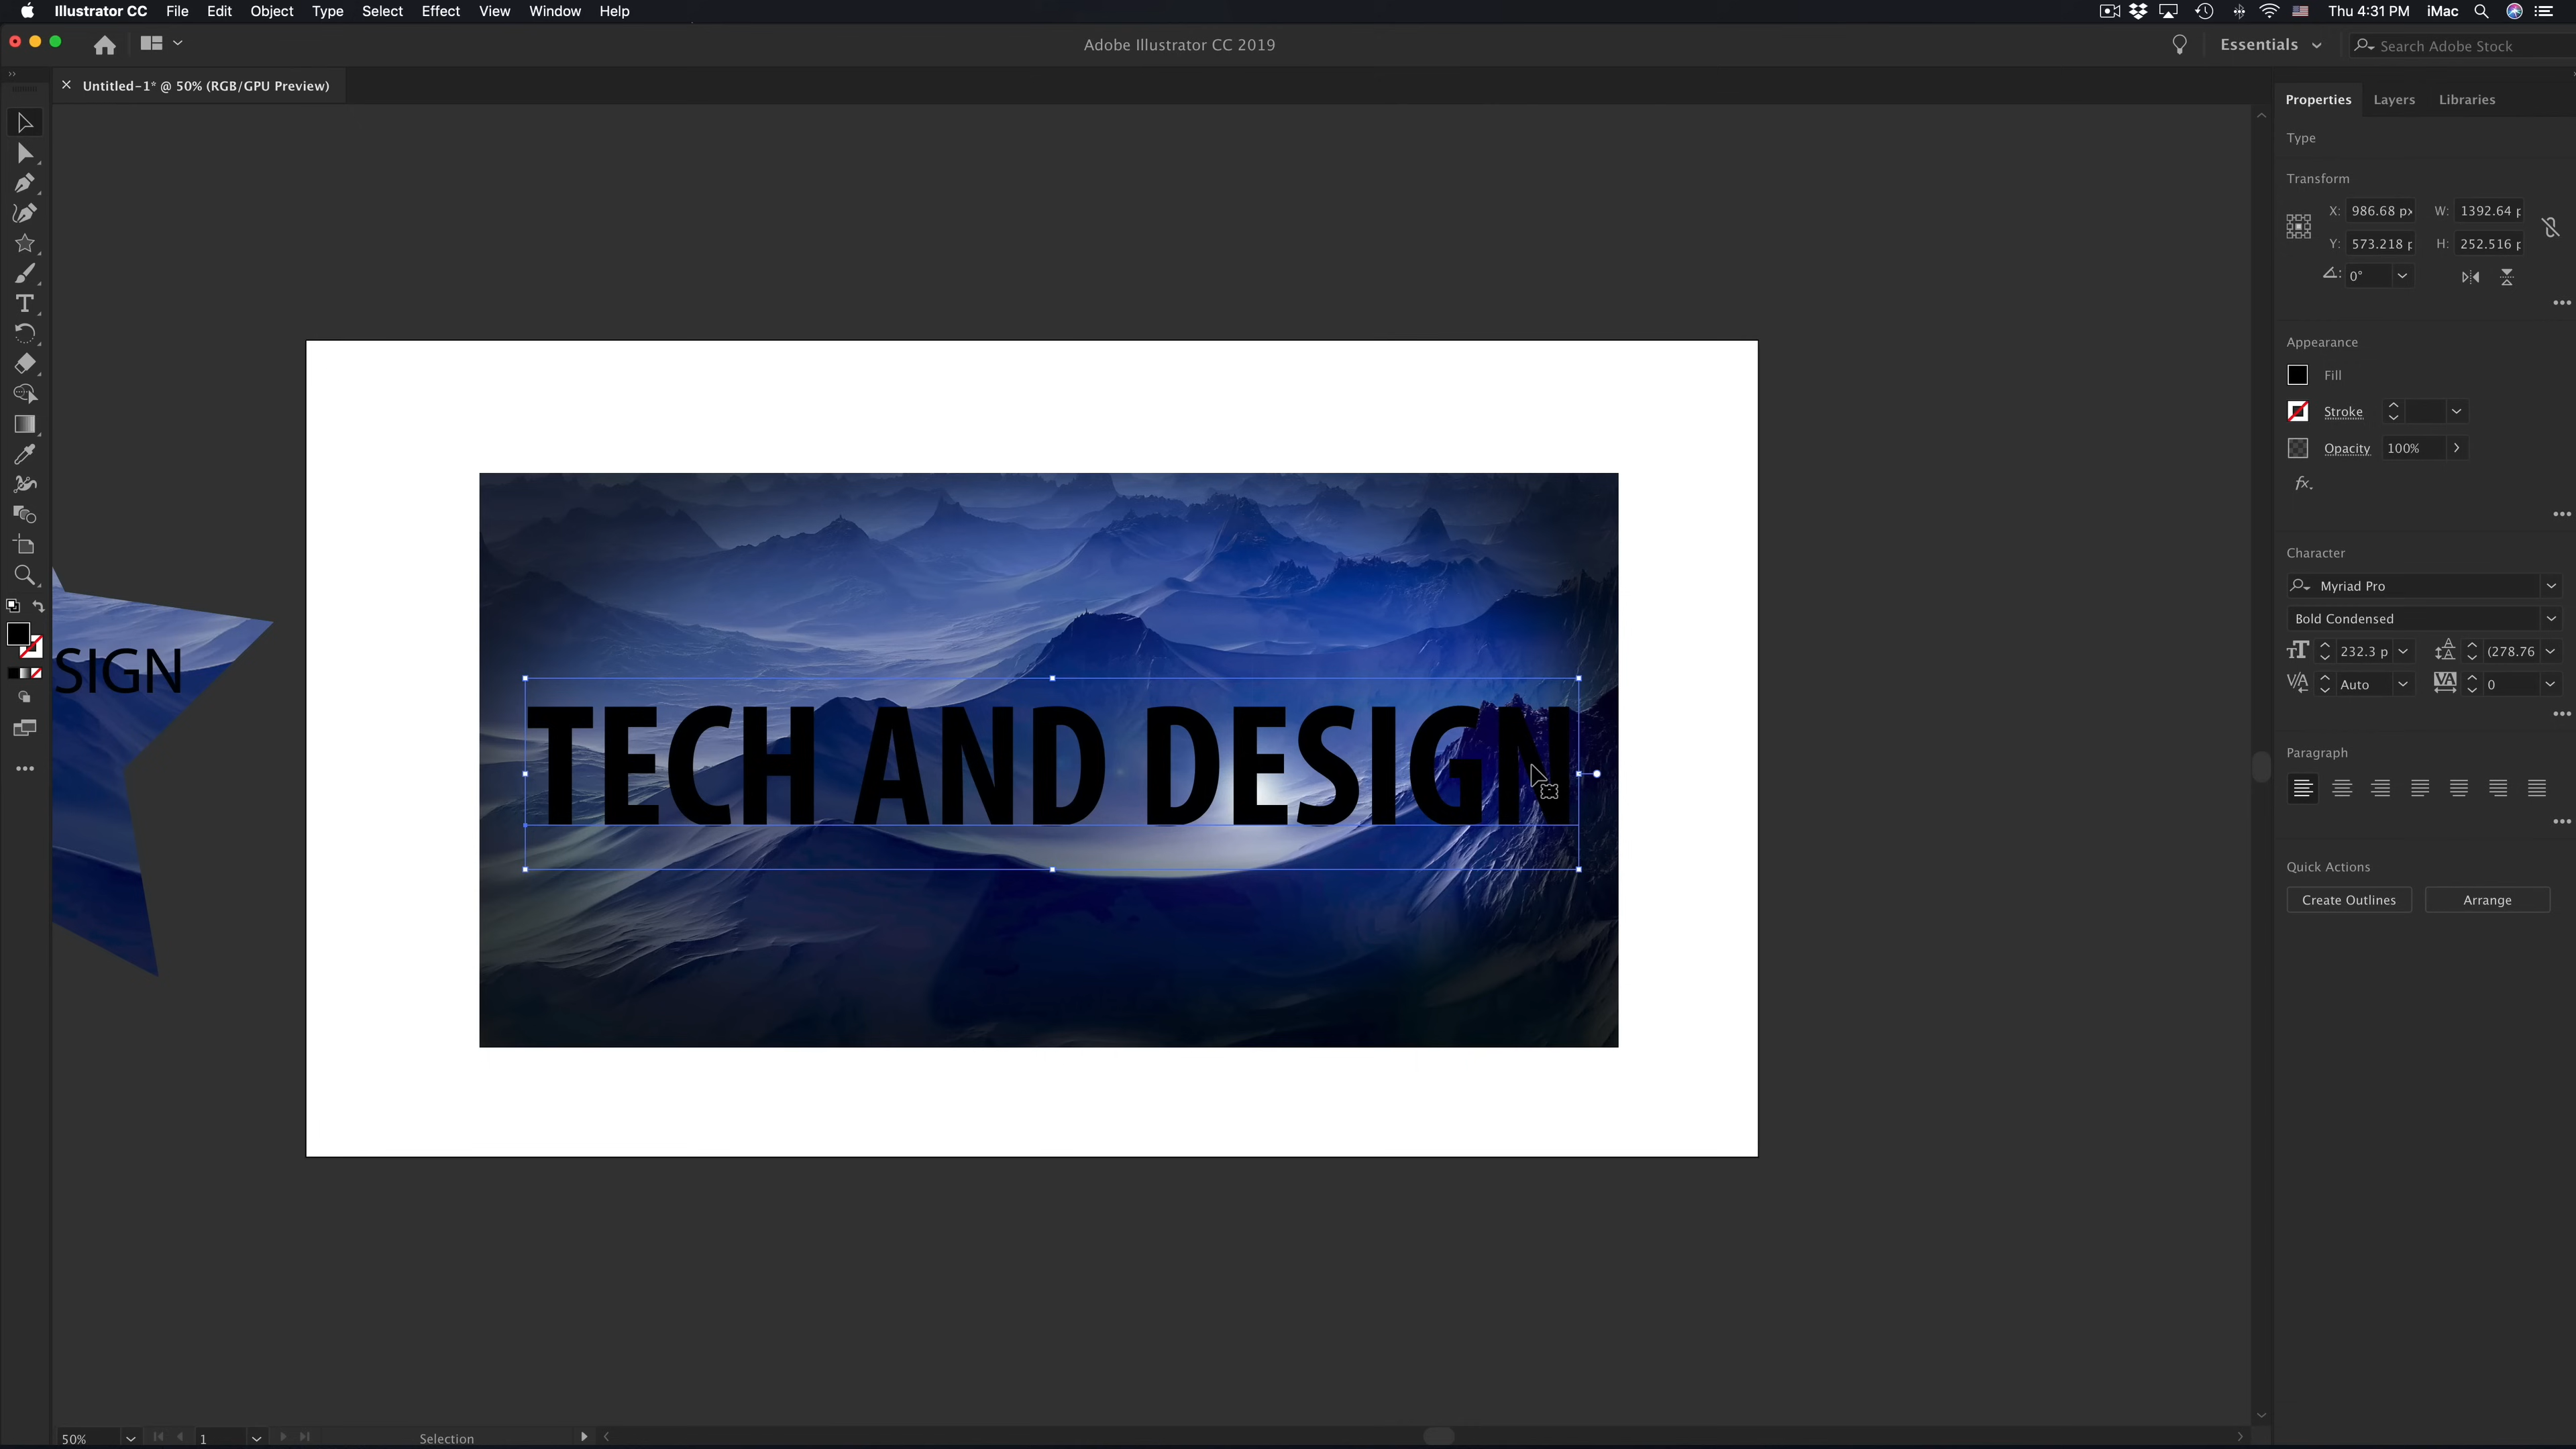 Illustrator CC File Edit Object Type Select Effect View Window Help Thu 4:31 PM iMac
Adobe Illustrator CC 2019 Essentials Search Adobe Stock
× Untitled-1* @ 50% (RGB/GPU Preview)
Properties Layers Libraries
Type
Transform
X: 986.68 px W: 1392.64 p
Y: 573.218 p H: 252.516 p
0°
Appearance
Fill
Stroke
Opacity 100%
fx.
Character
Myriad Pro
Bold Condensed
232.3 p (278.76
Auto 0
Paragraph
Quick Actions
Create Outlines Arrange
SIGN
TECH AND DESIGN
50% 1 Selection